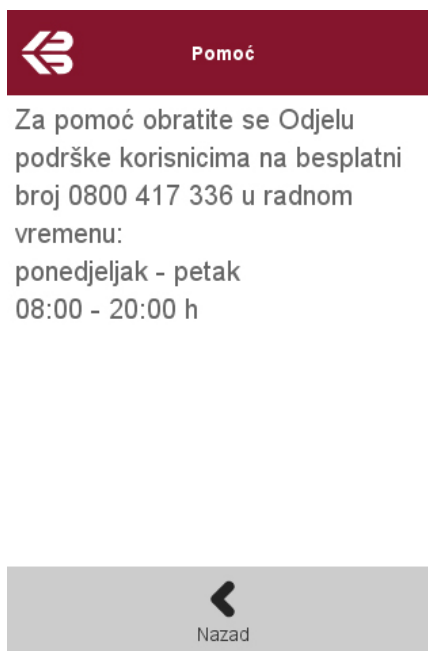 Pomoć
Za pomoć obratite se Odjelu
podrške korisnicima na besplatni
broj 0800 417 336 u radnom
vremenu:
ponedjeljak - petak
08:00 - 20:00 h
Nazad